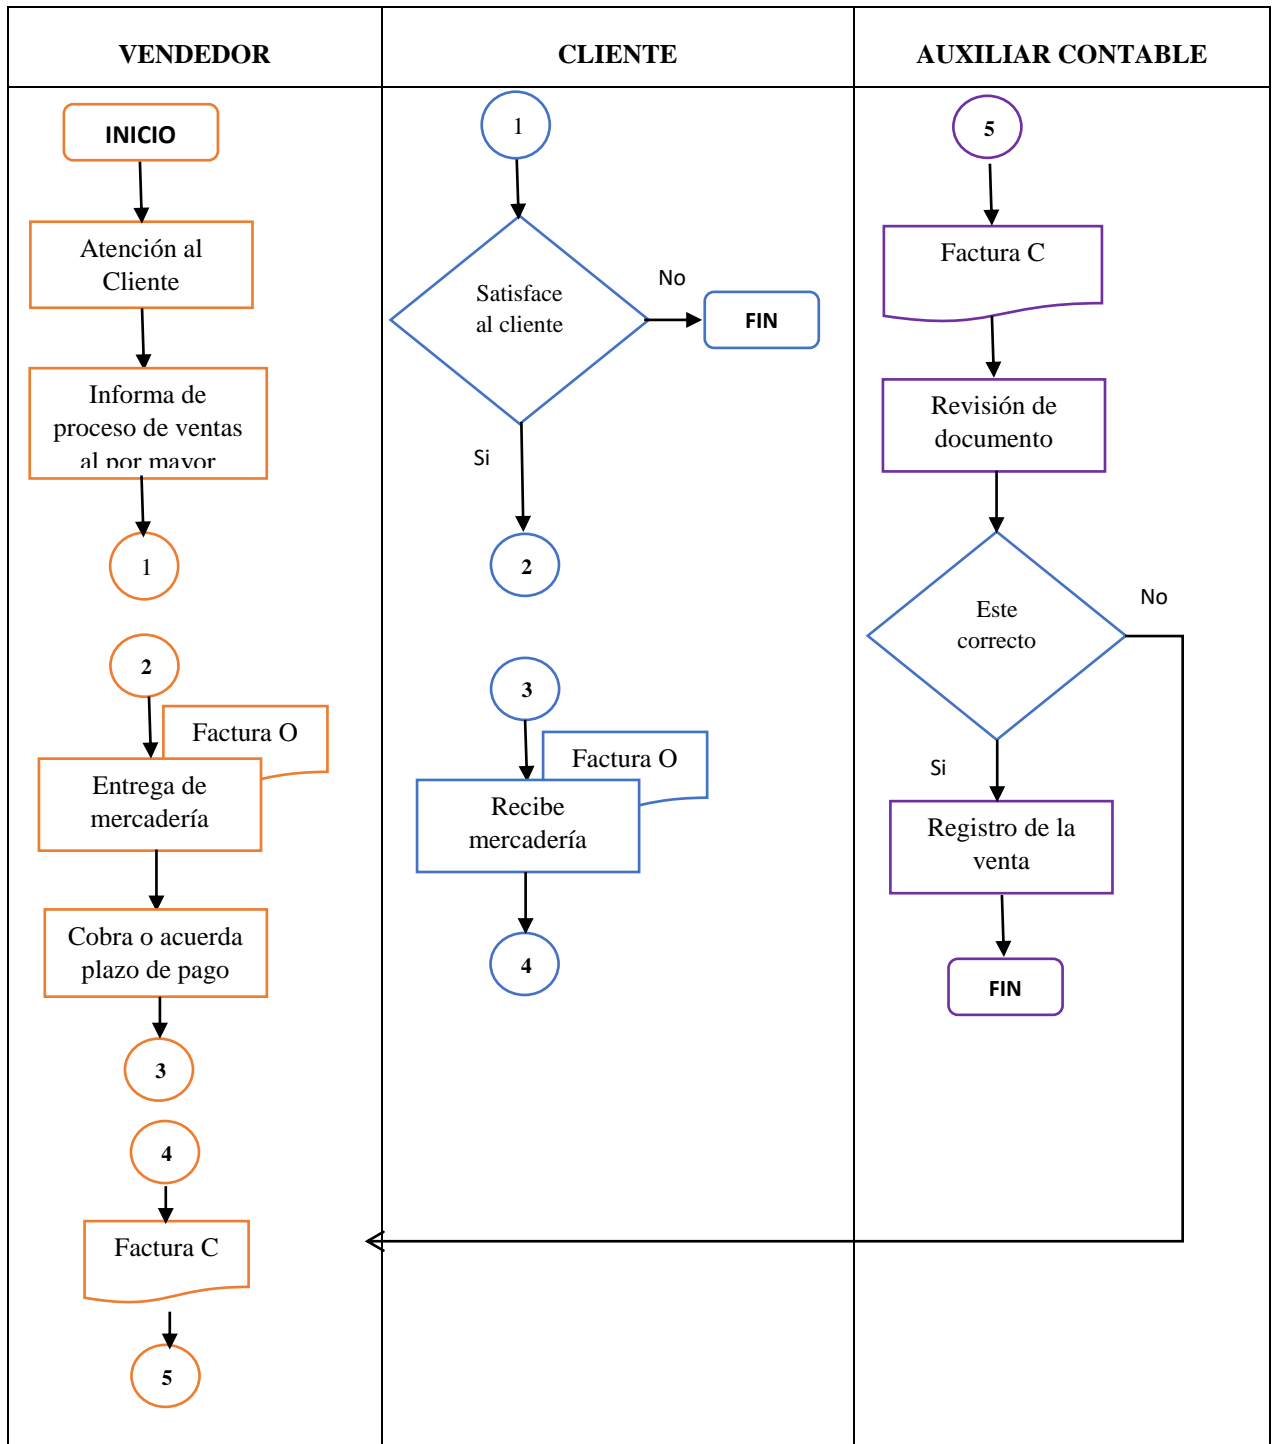 VENDEDOR
CLIENTE
AUXILIAR CONTABLE
INICIO
Atención al
Cliente
Informa de
proceso de ventas
al por mayor
1
2
Factura O
Entrega de
mercadería
Cobra o acuerda
plazo de pago
3
4
Factura C
5
1
Satisface
al cliente
No
FIN
Si
2
3
Factura O
Recibe
mercadería
4
5
Factura C
Revisión de
documento
Este
correcto
No
Si
Registro de la
venta
FIN